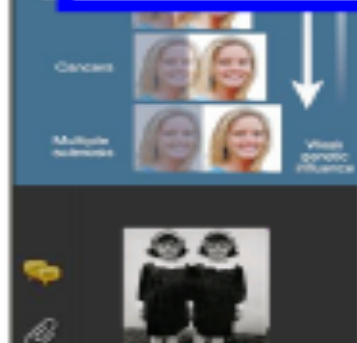 Cancers
Multiple
sclerosis
Weak
genetic
influence